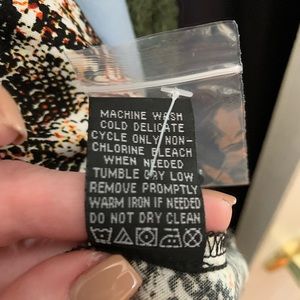 MACHINE WASH
COLD DELICATE
CYCLE ONLY NON-
CHLORINE BLEACH
WHEN NEEDED
TUMBLE DRY LOW
REMOVE PROMPTLY
WARM IRON IF NEEDED
DO NOT DRY CLEAN